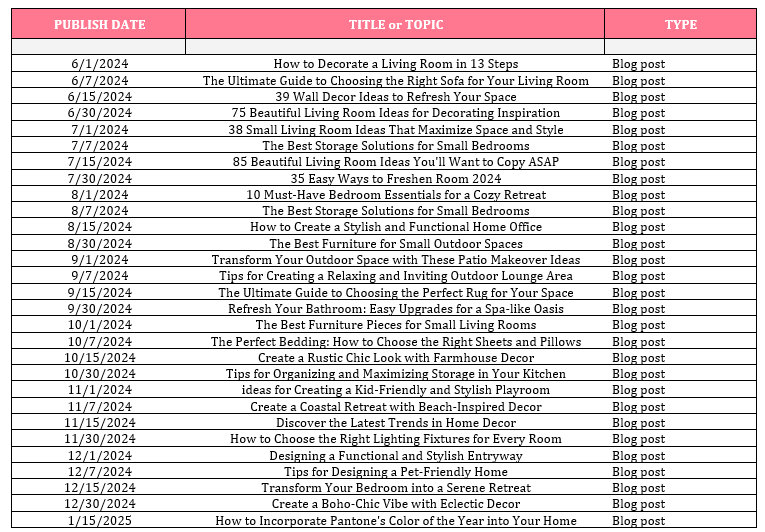 PUBLISH DATE TITLE or TOPIC TYPE
6/1/2024 How to Decorate a Living Room in 13 Steps Blog post
6/7/2024 The Ultimate Guide to Choosing the Right Sofa for Your Living Room Blog post
6/15/2024 39 Wall Decor Ideas to Refresh Your Space Blog post
6/30/2024 75 Beautiful Living Room Ideas for Decorating Inspiration Blog post
7/1/2024 38 Small Living Room Ideas That Maximize Space and Style Blog post
7/7/2024 The Best Storage Solutions for Small Bedrooms Blog post
7/15/2024 85 Beautiful Living Room Ideas You'll Want to Copy ASAP Blog post
7/30/2024 35 Easy Ways to Freshen Room 2024 Blog post
8/1/2024 10 Must-Have Bedroom Essentials for a Cozy Retreat Blog post
8/7/2024 The Best Storage Solutions for Small Bedrooms Blog post
8/15/2024 How to Create a Stylish and Functional Home Office Blog post
8/30/2024 The Best Furniture for Small Outdoor Spaces Blog post
9/1/2024 Transform Your Outdoor Space with These Patio Makeover Ideas Blog post
9/7/2024 Tips for Creating a Relaxing and Inviting Outdoor Lounge Area Blog post
9/15/2024 The Ultimate Guide to Choosing the Perfect Rug for Your Space Blog post
9/30/2024 Refresh Your Bathroom: Easy Upgrades for a Spa-like Oasis Blog post
10/1/2024 The Best Furniture Pieces for Small Living Rooms Blog post
10/7/2024 The Perfect Bedding: How to Choose the Right Sheets and Pillows Blog post
10/15/2024 Create a Rustic Chic Look with Farmhouse Decor Blog post
10/30/2024 Tips for Organizing and Maximizing Storage in Your Kitchen Blog post
11/1/2024 ideas for Creating a Kid-Friendly and Stylish Playroom Blog post
11/7/2024 Create a Coastal Retreat with Beach-Inspired Decor Blog post
11/15/2024 Discover the Latest Trends in Home Decor Blog post
11/30/2024 How to Choose the Right Lighting Fixtures for Every Room Blog post
12/1/2024 Designing a Functional and Stylish Entryway Blog post
12/7/2024 Tips for Designing a Pet-Friendly Home Blog post
12/15/2024 Transform Your Bedroom into a Serene Retreat Blog post
12/30/2024 Create a Boho-Chic Vibe with Eclectic Decor Blog post
1/15/2025 How to Incorporate Pantone's Color of the Year into Your Home Blog post